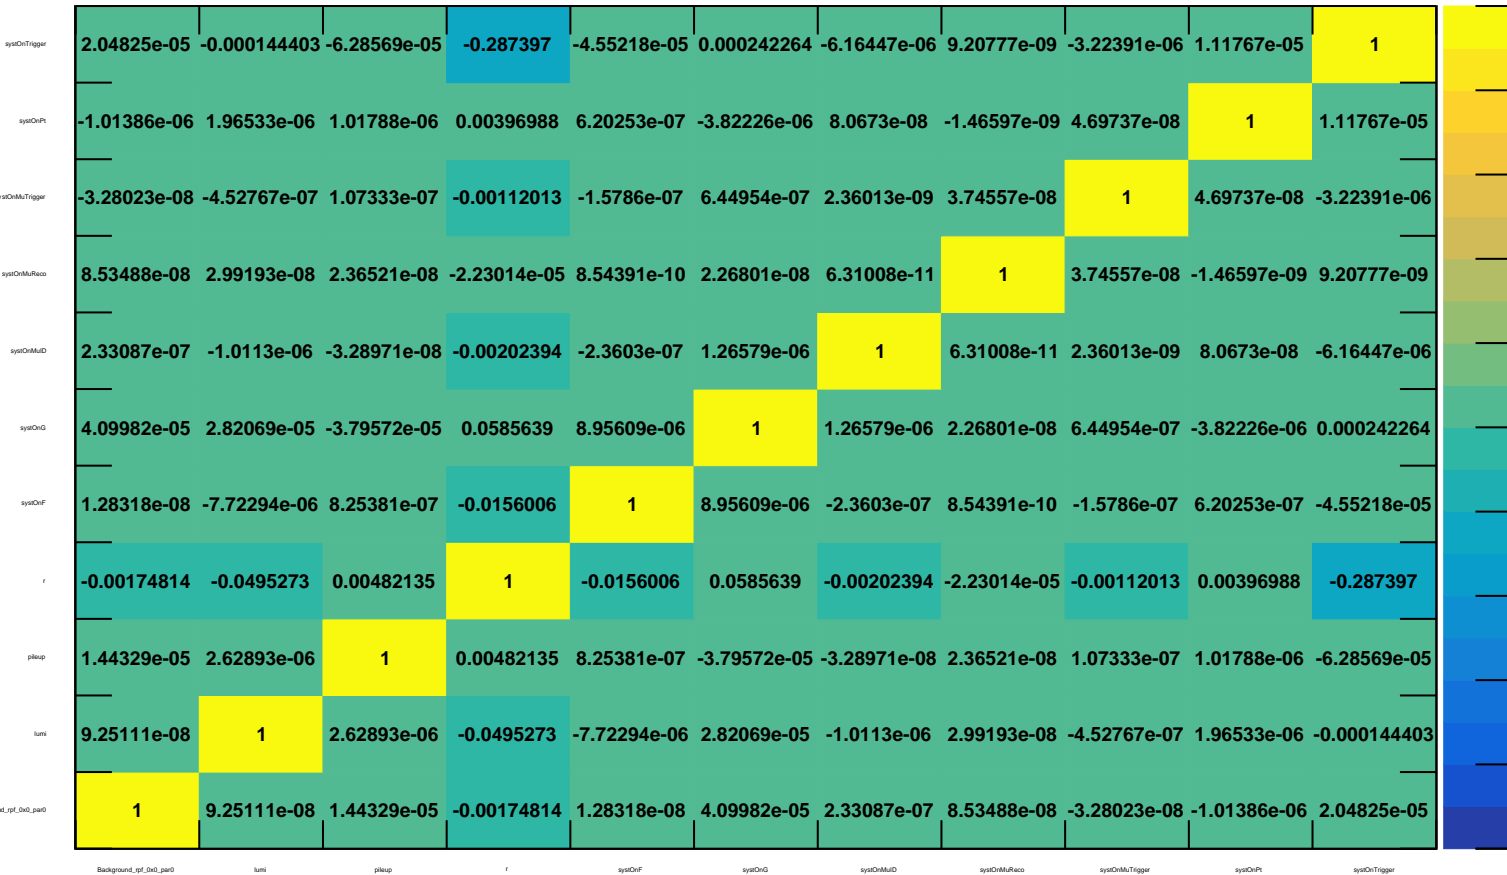 systOnTrigger 2.04825e-05 -0.000144403 -6.28569e-05 -0.287397 -4.55218e-05 0.000242264 -6.16447e-06 9.20777e-09 -3.22391e-06 1.11767e-05 1
systOnPt -1.01386e-06 1.96533e-06 1.01788e-06 0.00396988 6.20253e-07 -3.82226e-06 8.0673e-08 -1.46597e-09 4.69737e-08 1 1.11767e-05
stOnMuTrigger -3.28023e-08 -4.52767e-07 1.07333e-07 -0.00112013 -1.5786e-07 6.44954e-07 2.36013e-09 3.74557e-08 1 4.69737e-08 -3.22391e-06
systOnMuReco 8.53488e-08 2.99193e-08 2.36521e-08 -2.23014e-05 8.54391e-10 2.26801e-08 6.31008e-11 1 3.74557e-08 -1.46597e-09 9.20777e-09
systOnMuID 2.33087e-07 -1.0113e-06 -3.28971e-08 -0.00202394 -2.3603e-07 1.26579e-06 1 6.31008e-11 2.36013e-09 8.0673e-08 -6.16447e-06
systOnG 4.09982e-05 2.82069e-05 -3.79572e-05 0.0585639 8.95609e-06 1 1.26579e-06 2.26801e-08 6.44954e-07 -3.82226e-06 0.000242264
systOnF 1.28318e-08 -7.72294e-06 8.25381e-07 -0.0156006 1 8.95609e-06 -2.3603e-07 8.54391e-10 -1.5786e-07 6.20253e-07 -4.55218e-05
r -0.00174814 -0.0495273 0.00482135 1 -0.0156006 0.0585639 -0.00202394 -2.23014e-05 -0.00112013 0.00396988 -0.287397
pileup 1.44329e-05 2.62893e-06 1 0.00482135 8.25381e-07 -3.79572e-05 -3.28971e-08 2.36521e-08 1.07333e-07 1.01788e-06 -6.28569e-05
lumi 9.25111e-08 1 2.62893e-06 -0.0495273 -7.72294e-06 2.82069e-05 -1.0113e-06 2.99193e-08 -4.52767e-07 1.96533e-06 -0.000144403
d_rpf_0x0_par0 1 9.25111e-08 1.44329e-05 -0.00174814 1.28318e-08 4.09982e-05 2.33087e-07 8.53488e-08 -3.28023e-08 -1.01386e-06 2.04825e-05
Background_rpf_0x0_par0 lumi pileup r systOnF systOnG systOnMuID systOnMuReco systOnMuTrigger systOnPt systOnTrigger